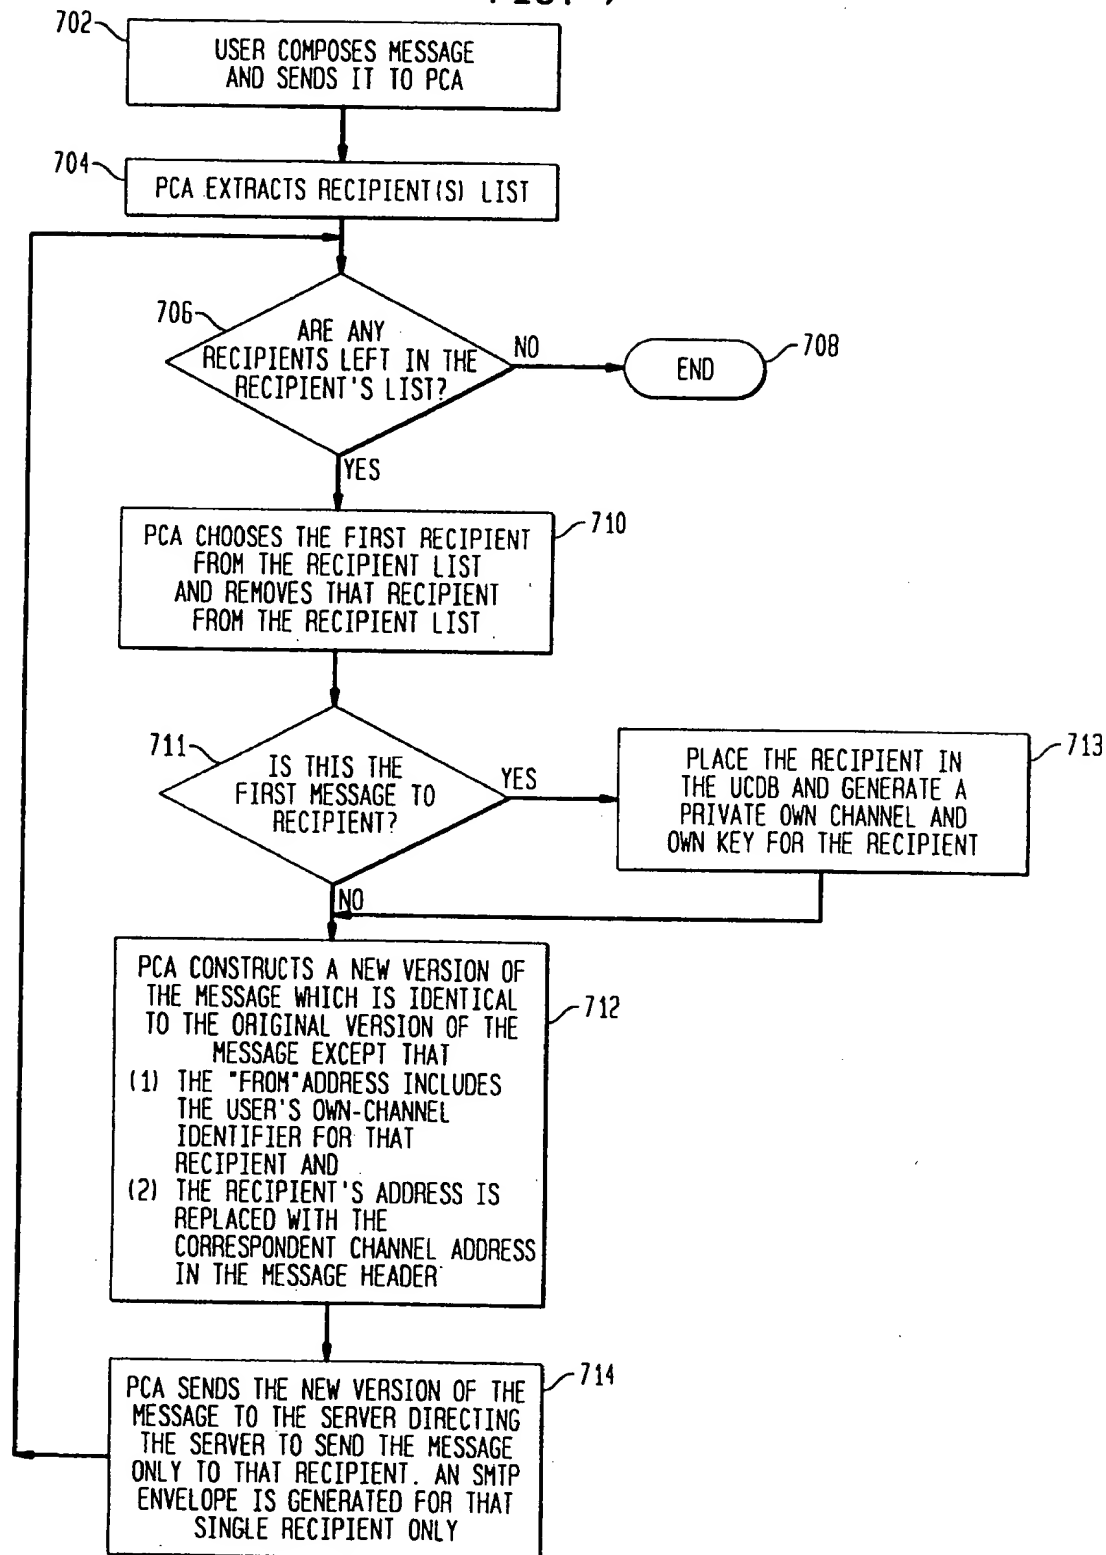 702
USER COMPOSES MESSAGE
AND SENDS IT TO PCA
704
PCA EXTRACTS RECIPIENT(S) LIST
706
ARE ANY
RECIPIENTS LEFT IN THE
RECIPIENT'S LIST?
NO
END
708
YES
PCA CHOOSES THE FIRST RECIPIENT
FROM THE RECIPIENT LIST
AND REMOVES THAT RECIPIENT
FROM THE RECIPIENT LIST
710
711
IS THIS THE
FIRST MESSAGE TO
RECIPIENT?
YES
PLACE THE RECIPIENT IN
THE UCDB AND GENERATE A
PRIVATE OWN CHANNEL AND
OWN KEY FOR THE RECIPIENT
713
NO
PCA CONSTRUCTS A NEW VERSION OF
THE MESSAGE WHICH IS IDENTICAL
TO THE ORIGINAL VERSION OF THE
MESSAGE EXCEPT THAT
(1) THE "FROM"ADDRESS INCLUDES
THE USER'S OWN-CHANNEL
IDENTIFIER FOR THAT
RECIPIENT AND
(2) THE RECIPIENT'S ADDRESS IS
REPLACED WITH THE
CORRESPONDENT CHANNEL ADDRESS
IN THE MESSAGE HEADER
712
PCA SENDS THE NEW VERSION OF THE
MESSAGE TO THE SERVER DIRECTING
THE SERVER TO SEND THE MESSAGE
ONLY TO THAT RECIPIENT. AN SMTP
ENVELOPE IS GENERATED FOR THAT
SINGLE RECIPIENT ONLY
714